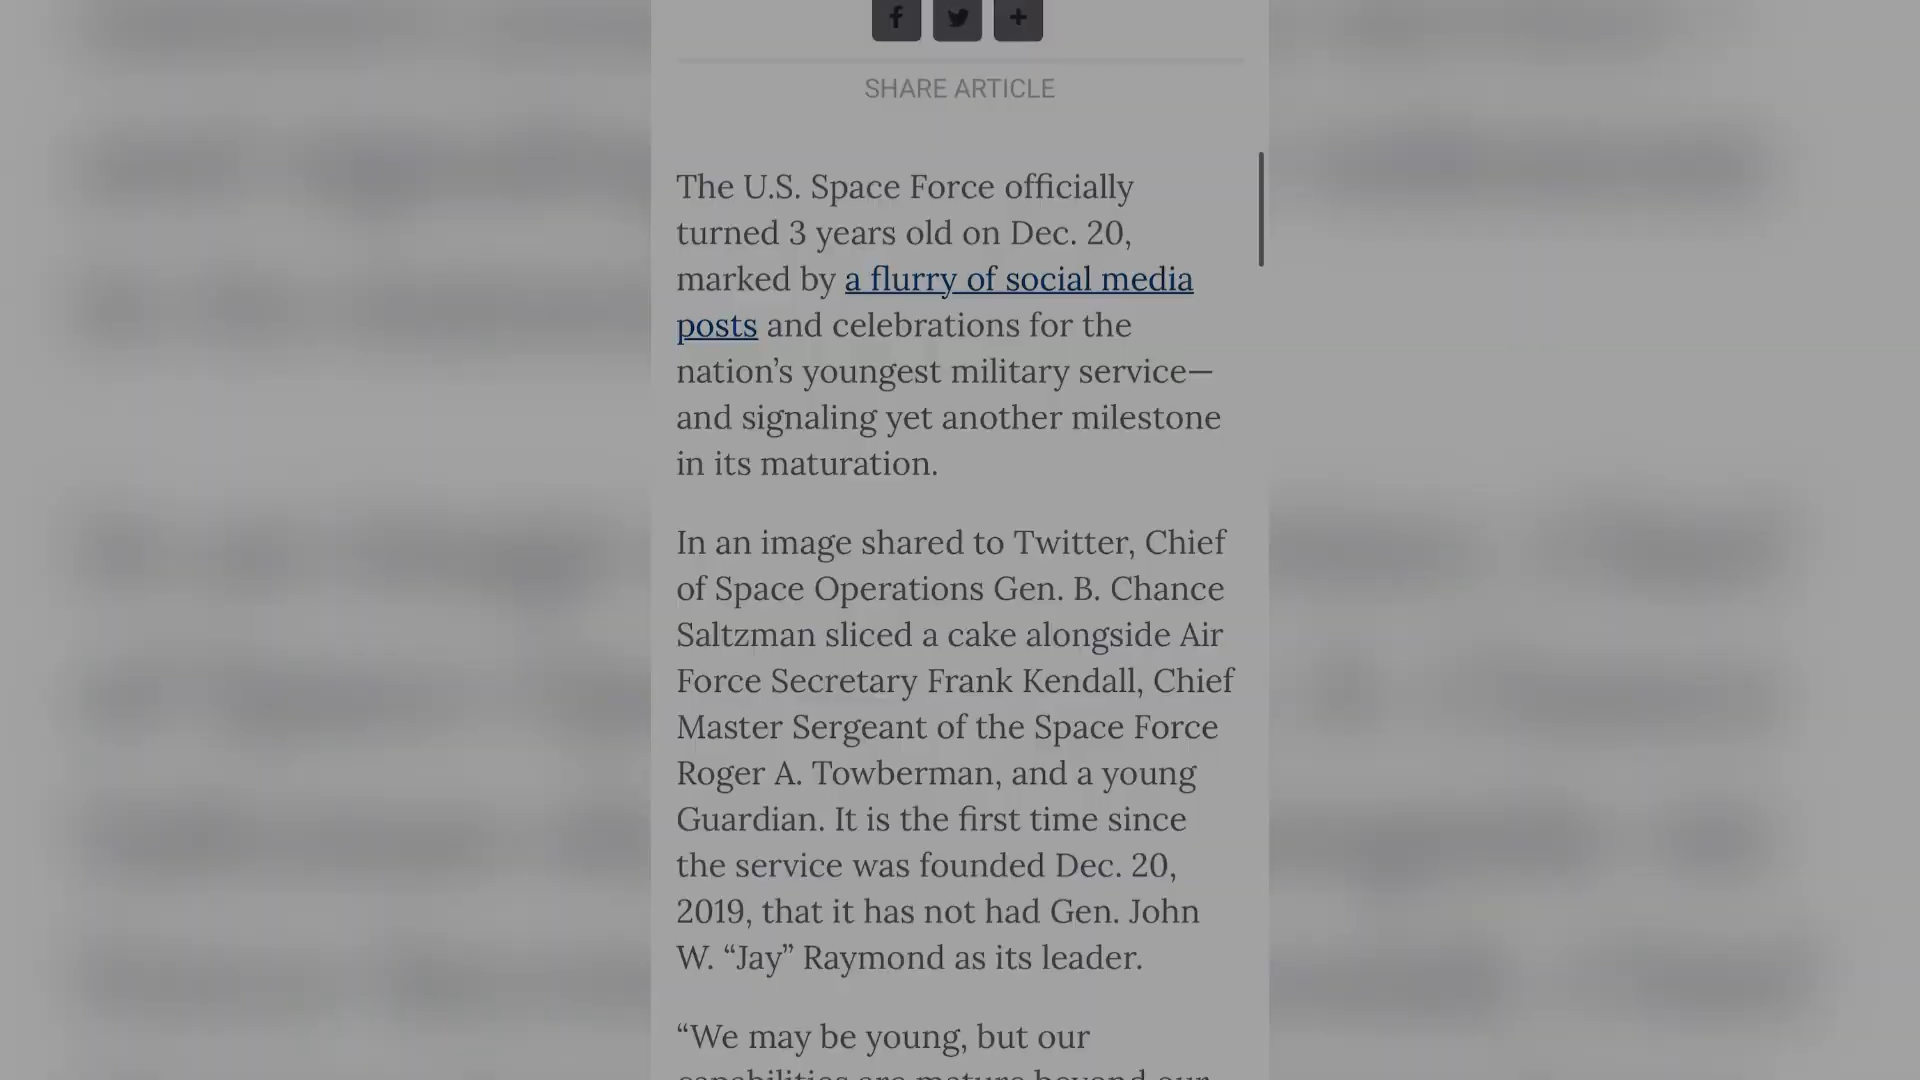 SHARE ARTICLE
The U.S. Space Force officially
turned 3 years old on Dec. 20,
marked by a flurry of social media
posts and celebrations for the
nation’s youngest military service—
and signaling yet another milestone
in its maturation.
In an image shared to Twitter, Chief
of Space Operations Gen. B. Chance
Saltzman sliced a cake alongside Air
Force Secretary Frank Kendall, Chief
Master Sergeant of the Space Force
Roger A. Towberman, and a young
Guardian. It is the first time since
the service was founded Dec. 20,
2019, that it has not had Gen. John
W. “Jay” Raymond as its leader.
“We may be young, but our
capabilities are mature beyond our